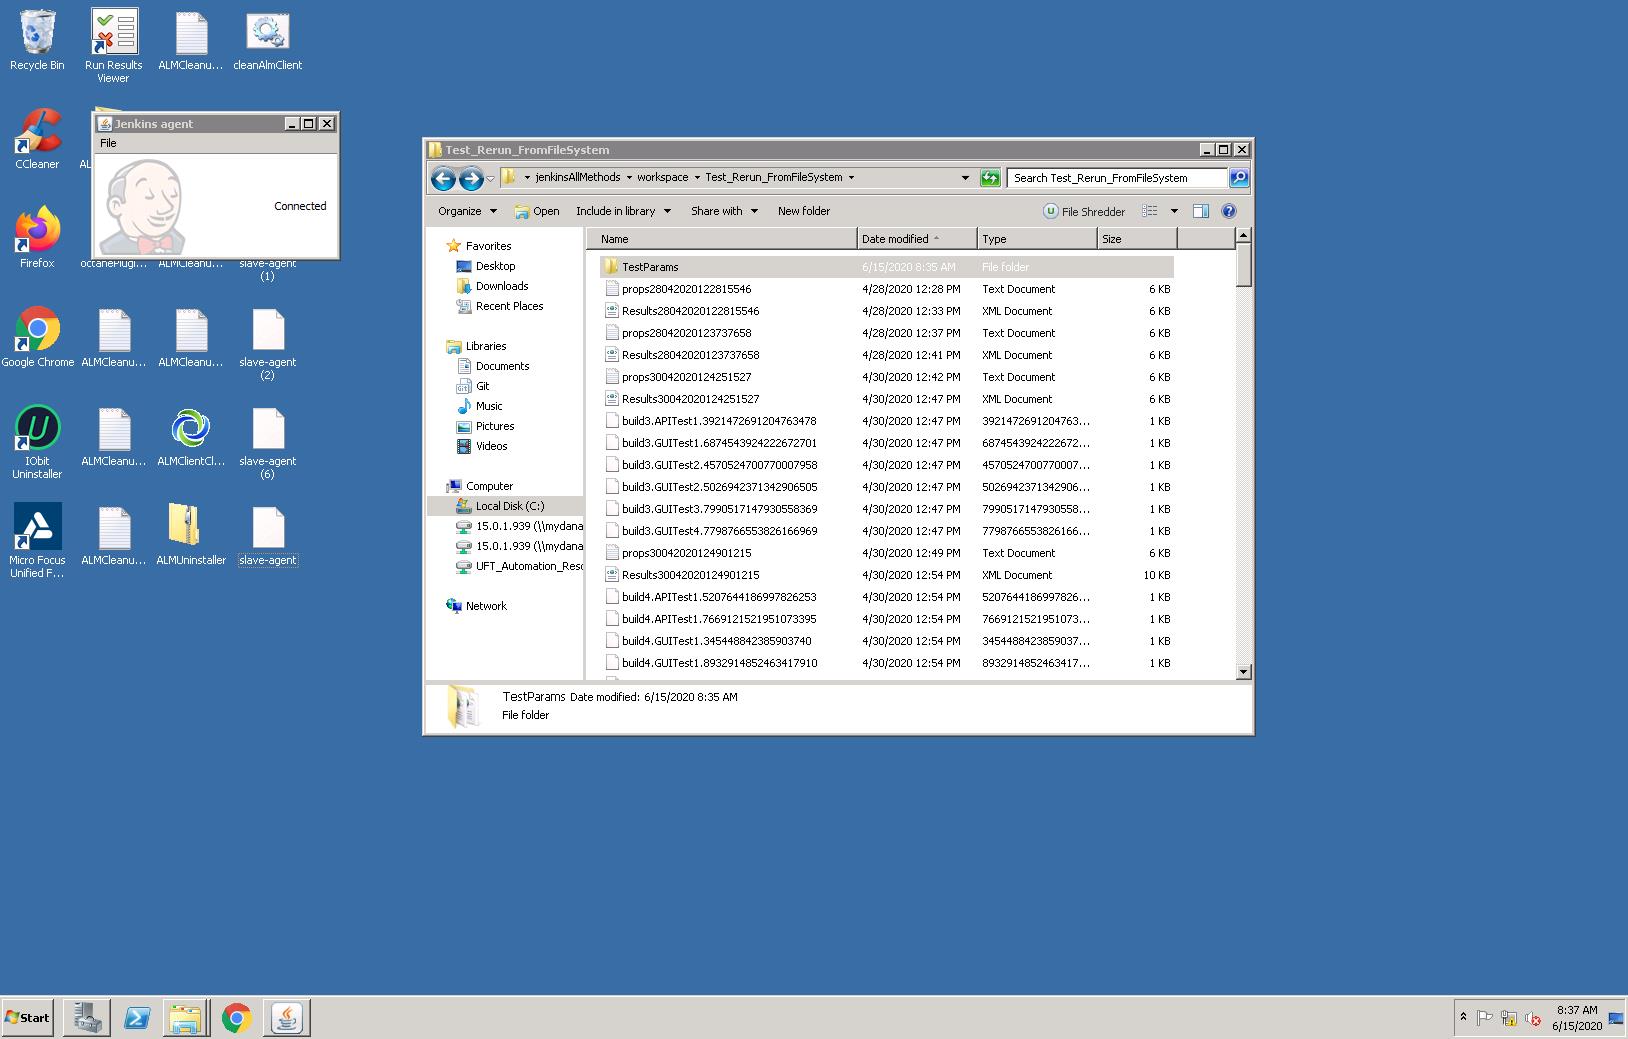 Recycle Bin
Run Results
Viewer
ALMCleanu...
cleanAlmClient
CCleaner
AL
Jenkins agent
File
Connected
Firefox
octanePlugi...
ALMCleanu...
slave-agent
(1)
Google Chrome
ALMCleanu...
ALMCleanu...
slave-agent
(2)
IObit
Uninstaller
ALMCleanu...
ALMClientCl...
slave-agent
(6)
Micro Focus
Unified F...
ALMCleanu...
ALMUninstaller
slave-agent
Test_Rerun_FromFileSystem
jenkinsAllMethods workspace Test_Rerun_FromFileSystem
Search Test_Rerun_FromFileSystem
Organize Open Include in library Share with New folder File Shredder
Favorites
Desktop
Downloads
Recent Places
Libraries
Documents
Git
Music
Pictures
Videos
Computer
Local Disk (C:)
15.0.1.939 (\\mydana
15.0.1.939 (\\mydana
UFT_Automation_Reso
Network
Name Date modified Type Size
TestParams 6/15/2020 8:35 AM File folder
props28042020122815546 4/28/2020 12:28 PM Text Document 6 KB
Results28042020122815546 4/28/2020 12:33 PM XML Document 6 KB
props28042020123737658 4/28/2020 12:37 PM Text Document 6 KB
Results28042020123737658 4/28/2020 12:41 PM XML Document 6 KB
props30042020124251527 4/30/2020 12:42 PM Text Document 6 KB
Results30042020124251527 4/30/2020 12:47 PM XML Document 6 KB
build3.APITest1.3921472691204763478 4/30/2020 12:47 PM 3921472691204763... 1 KB
build3.GUITest1.6874543924222672701 4/30/2020 12:47 PM 6874543924222672... 1 KB
build3.GUITest2.4570524700770007958 4/30/2020 12:47 PM 4570524700770007... 1 KB
build3.GUITest2.5026942371342906505 4/30/2020 12:47 PM 5026942371342906... 1 KB
build3.GUITest3.7990517147930558369 4/30/2020 12:47 PM 7990517147930558... 1 KB
build3.GUITest4.7798766553826166969 4/30/2020 12:47 PM 7798766553826166... 1 KB
props30042020124901215 4/30/2020 12:49 PM Text Document 6 KB
Results30042020124901215 4/30/2020 12:54 PM XML Document 10 KB
build4.APITest1.5207644186997826253 4/30/2020 12:54 PM 5207644186997826... 1 KB
build4.APITest1.7669121521951073395 4/30/2020 12:54 PM 7669121521951073... 1 KB
build4.GUITest1.345448842385903740 4/30/2020 12:54 PM 345448842385903​7... 1 KB
build4.GUITest1.8932914852463417910 4/30/2020 12:54 PM 8932914852463417... 1 KB
TestParams Date modified: 6/15/2020 8:35 AM
File folder
Start
8:37 AM
6/15/2020